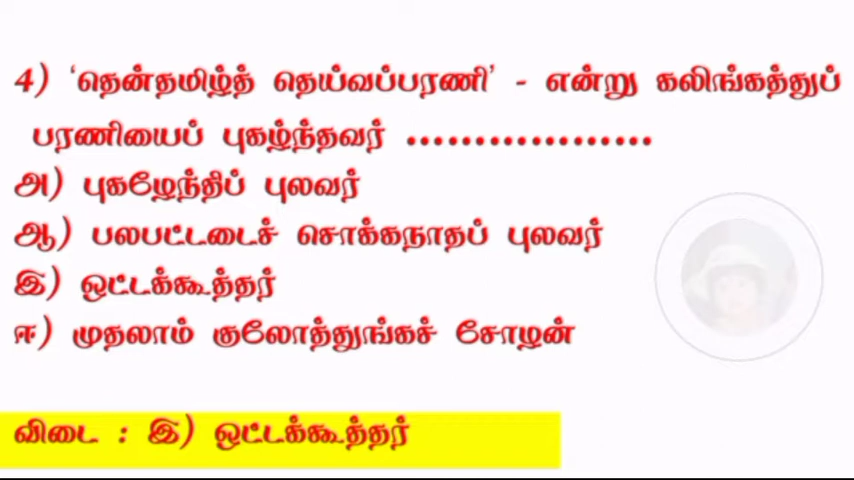 4) 'தென்தமிழ்த் தெய்வப்பரணி' - என்று கலிங்கத்துப்
பரணியைப் புகழ்ந்தவர் ..................
அ) புகழேந்திப் புலவர்
ஆ) பலபட்டடைச் சொக்கநாதப் புலவர்
இ) ஒட்டக்கூத்தர்
ஈ) முதலாம் குலோத்துங்கச் சோழன்
விடை : இ) ஒட்டக்கூத்தர்